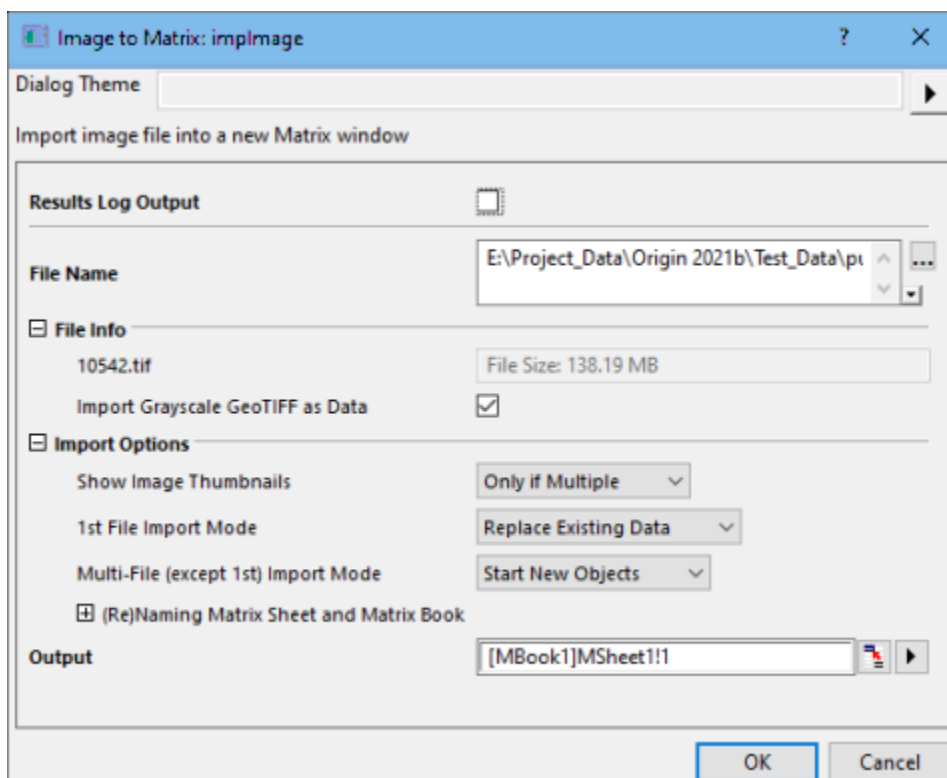 Image to Matrix: impImage ?
Dialog Theme
Import image file into a new Matrix window
Results Log Output
File Name E:\Project_Data\Origin 2021b\Test_Data\pu ...
File Info
10542.tif File Size: 138.19 MB
Import Grayscale GeoTIFF as Data
Import Options
Show Image Thumbnails Only if Multiple
1st File Import Mode Replace Existing Data
Multi-File (except 1st) Import Mode Start New Objects
(Re)Naming Matrix Sheet and Matrix Book
Output [MBook1]MSheet1!1
OK Cancel